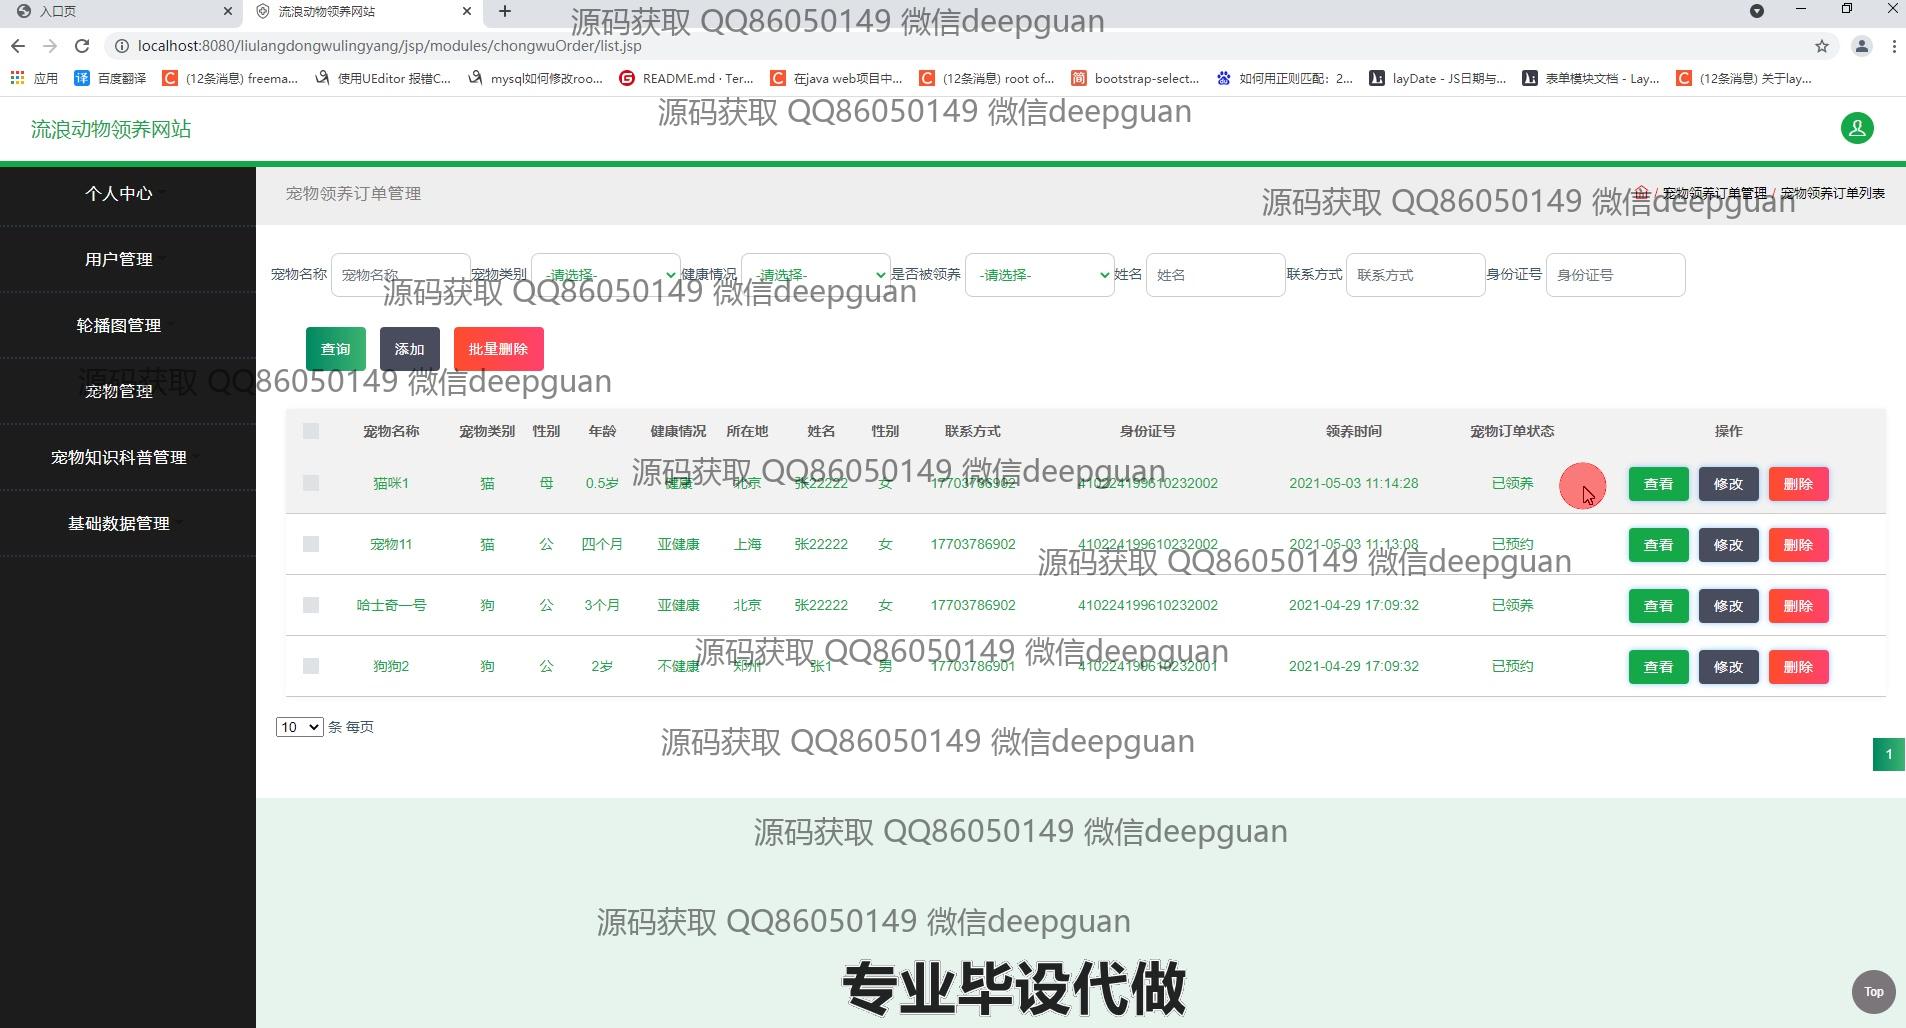 入口页
流浪动物领养网站
源码获取 QQ86050149 微信deepguan
localhost:8080/liulangdongwulingyang/jsp/modules/chongwuOrder/list.jsp
应用 百度翻译 (12条消息) freema... 使用UEditor 报错C... mysql如何修改roo... README.md · Ter... 在java web项目中... (12条消息) root of... bootstrap-select... 如何用正则匹配：2... layDate - JS日期与... 表单模块文档 - Lay... (12条消息) 关于lay...
源码获取 QQ86050149 微信deepguan
流浪动物领养网站
个人中心
用户管理
轮播图管理
宠物管理
宠物知识科普管理
基础数据管理
宠物领养订单管理
/ 宠物领养订单管理 / 宠物领养订单列表
源码获取 QQ86050149 微信deepguan
宠物名称 宠物名称 宠物类别 -请选择- 健康情况 -请选择- 是否被领养 -请选择- 姓名 姓名 联系方式 联系方式 身份证号 身份证号
源码获取 QQ86050149 微信deepguan
查询 添加 批量删除
源码获取 QQ86050149 微信deepguan
宠物名称 宠物类别 性别 年龄 健康情况 所在地 姓名 性别 联系方式 身份证号 领养时间 宠物订单状态 操作
源码获取 QQ86050149 微信deepguan
猫咪1 猫 母 0.5岁 健康 北京 张22222 女 17703786902 410224199610232002 2021-05-03 11:14:28 已领养 查看 修改 删除
宠物11 猫 公 四个月 亚健康 上海 张22222 女 17703786902 410224199610232002 2021-05-03 11:13:08 已预约 查看 修改 删除
源码获取 QQ86050149 微信deepguan
哈士奇一号 狗 公 3个月 亚健康 北京 张22222 女 17703786902 410224199610232002 2021-04-29 17:09:32 已领养 查看 修改 删除
源码获取 QQ86050149 微信deepguan
狗狗2 狗 公 2岁 不健康 郑州 张1 男 17703786901 410224199610232001 2021-04-29 17:09:32 已预约 查看 修改 删除
10 条 每页
源码获取 QQ86050149 微信deepguan
1
源码获取 QQ86050149 微信deepguan
源码获取 QQ86050149 微信deepguan
专业毕设代做
Top